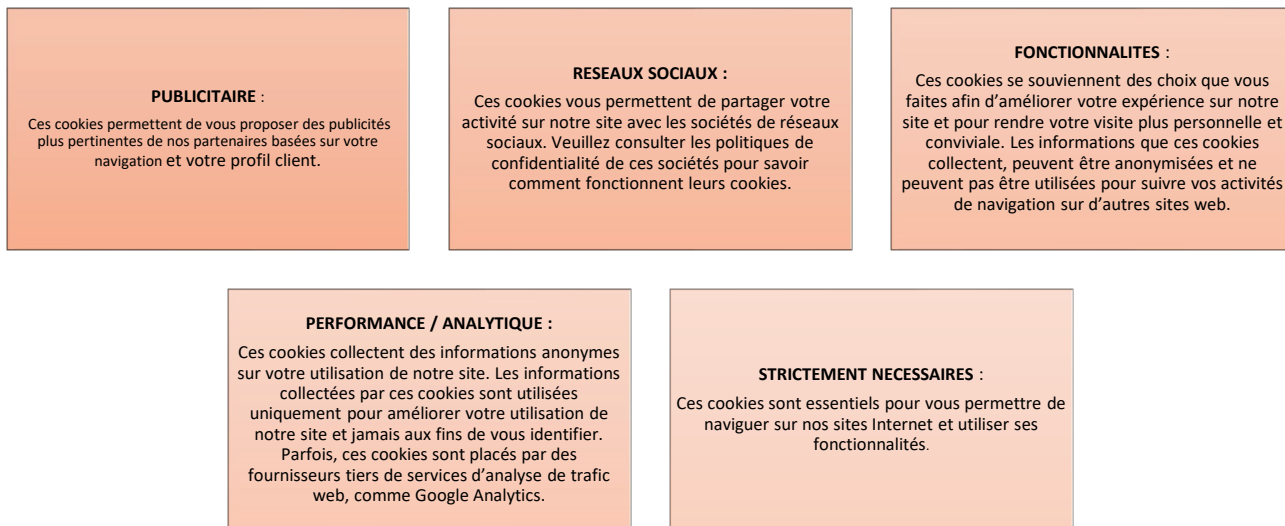 PUBLICITAIRE :
Ces cookies permettent de vous proposer des publicités
plus pertinentes de nos partenaires basées sur votre
navigation et votre profil client.
RESEAUX SOCIAUX :
Ces cookies vous permettent de partager votre
activité sur notre site avec les sociétés de réseaux
sociaux. Veuillez consulter les politiques de
confidentialité de ces sociétés pour savoir
comment fonctionnent leurs cookies.
FONCTIONNALITES :
Ces cookies se souviennent des choix que vous
faites afin d’améliorer votre expérience sur notre
site et pour rendre votre visite plus personnelle et
conviviale. Les informations que ces cookies
collectent, peuvent être anonymisées et ne
peuvent pas être utilisées pour suivre vos activités
de navigation sur d’autres sites web.
PERFORMANCE / ANALYTIQUE :
Ces cookies collectent des informations anonymes
sur votre utilisation de notre site. Les informations
collectées par ces cookies sont utilisées
uniquement pour améliorer votre utilisation de
notre site et jamais aux fins de vous identifier.
Parfois, ces cookies sont placés par des
fournisseurs tiers de services d’analyse de trafic
web, comme Google Analytics.
STRICTEMENT NECESSAIRES :
Ces cookies sont essentiels pour vous permettre de
naviguer sur nos sites Internet et utiliser ses
fonctionnalités.